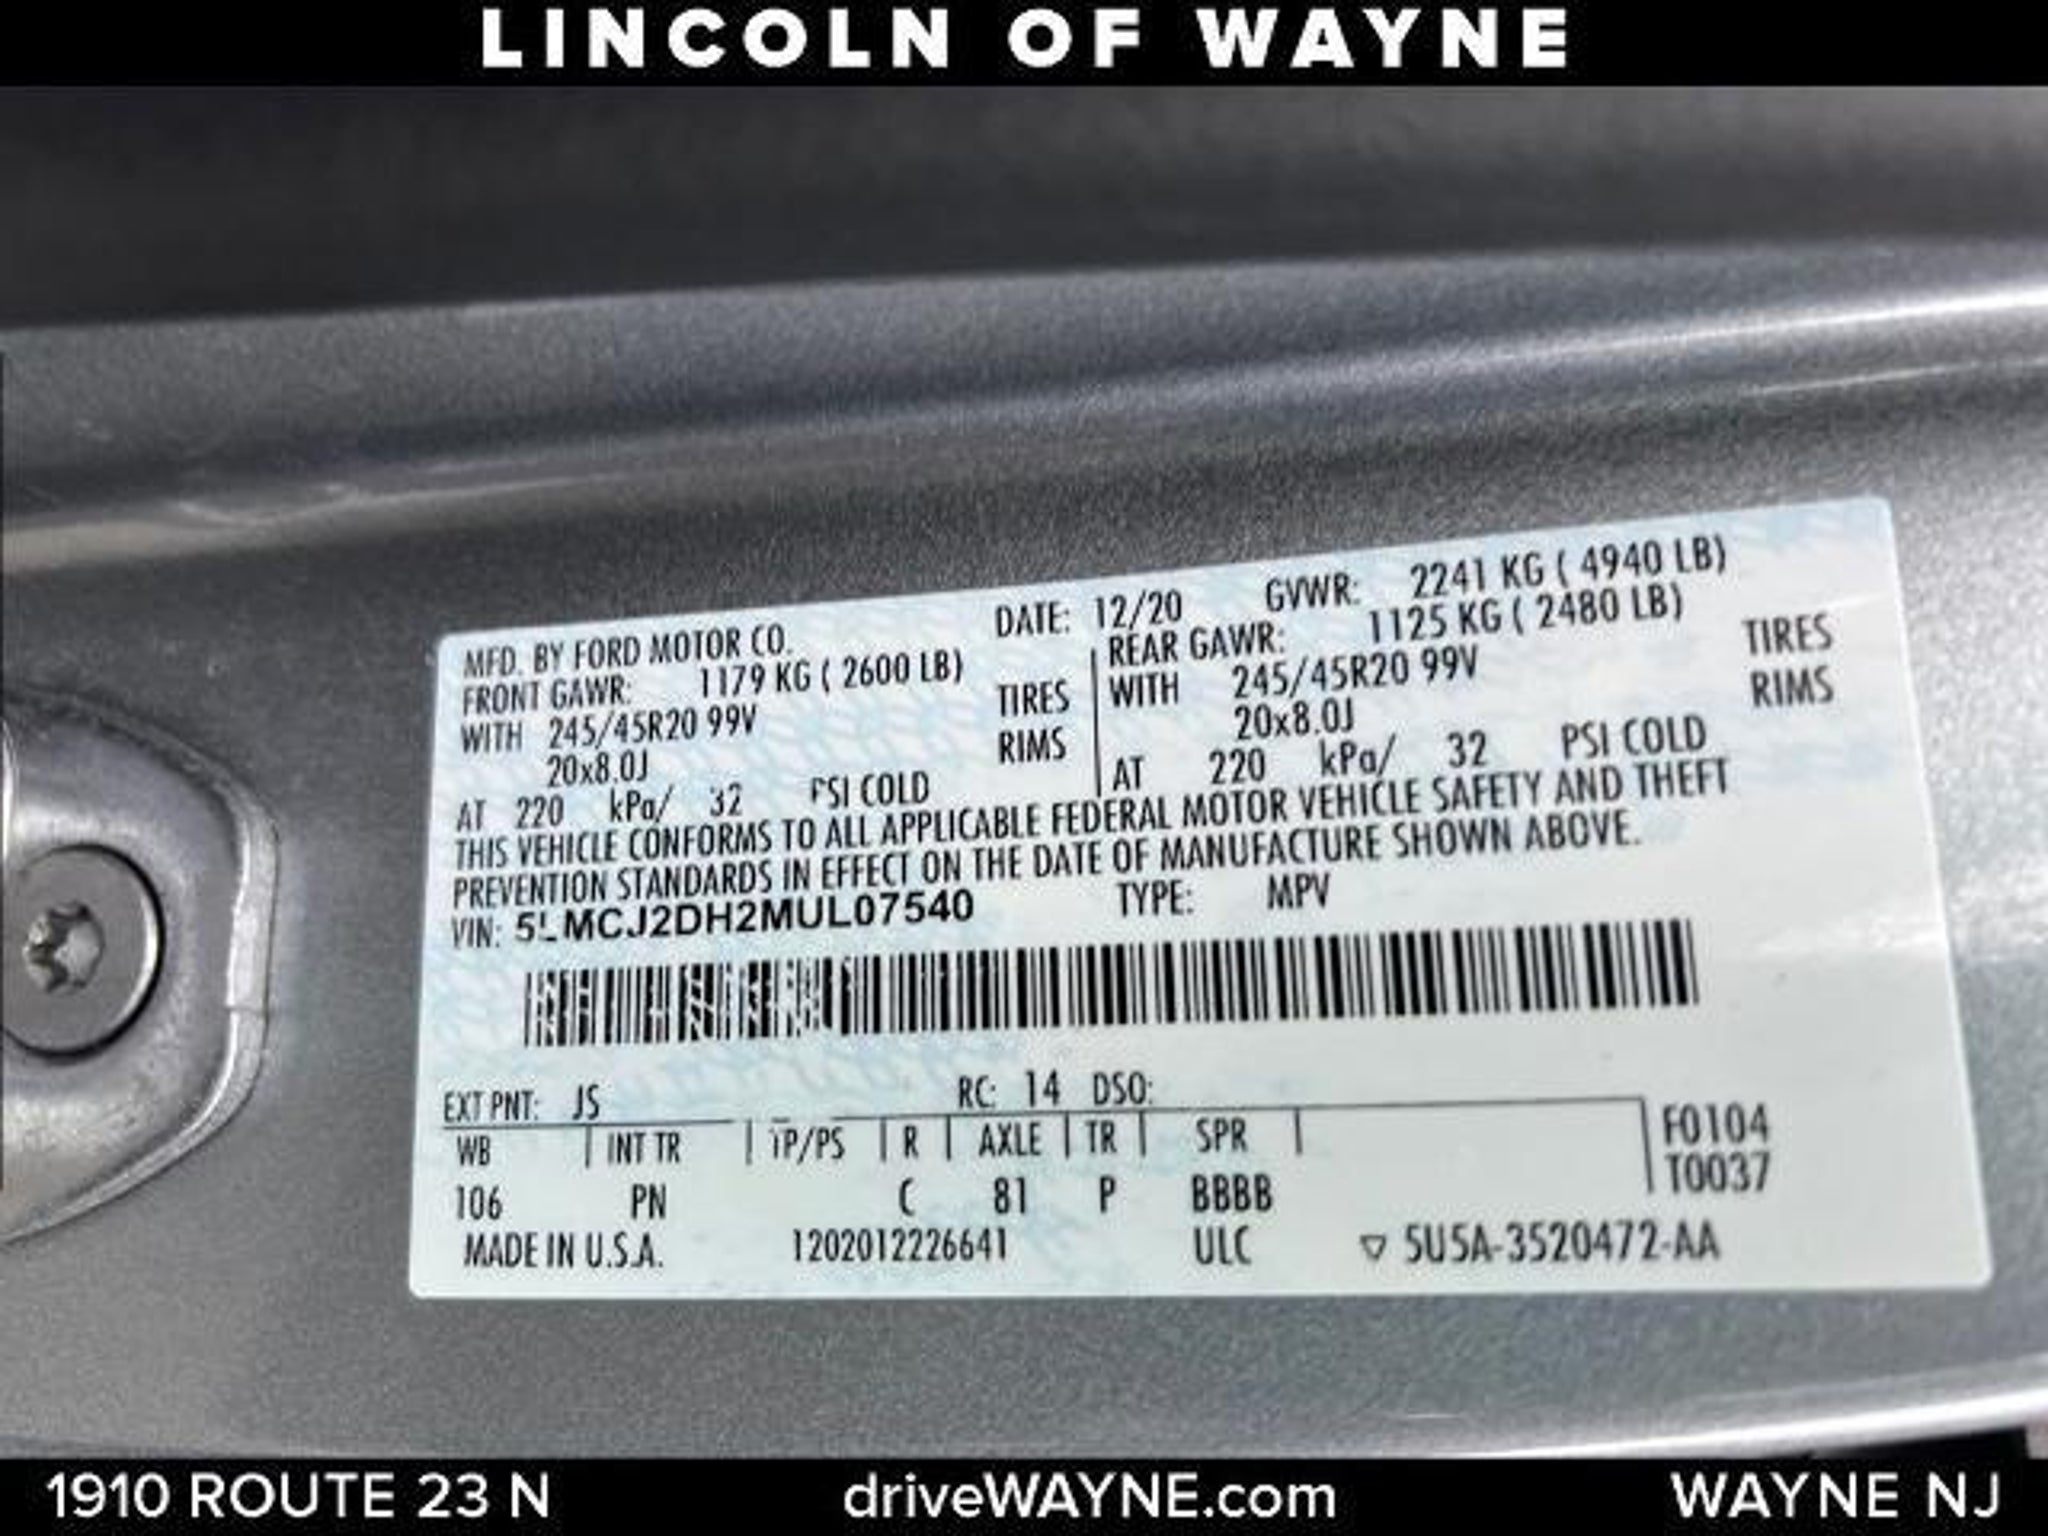 LINCOLN OF WAYNE
MFD. BY FORD MOTOR CO. DATE: 12/20 GVWR: 2241 KG ( 4940 LB)
FRONT GAWR: 1179 KG ( 2600 LB) REAR GAWR: 1125 KG ( 2480 LB)
WITH 245/45R20 99V TIRES WITH 245/45R20 99V TIRES
20x8.0J RIMS 20x8.0J RIMS
AT 220 kPa/ 32 PSI COLD AT 220 kPa/ 32 PSI COLD
THIS VEHICLE CONFORMS TO ALL APPLICABLE FEDERAL MOTOR VEHICLE SAFETY AND THEFT
PREVENTION STANDARDS IN EFFECT ON THE DATE OF MANUFACTURE SHOWN ABOVE.
VIN: 5LMCJ2DH2MUL07540 TYPE: MPV
EXT PNT: JS RC: 14 DSO:
WB INT TR TP/PS R AXLE TR SPR F0104
T0037
106 PN C 81 P BBBB
MADE IN U.S.A. 1202012226641 ULC ▽ 5U5A-3520472-AA
1910 ROUTE 23 N driveWAYNE.com WAYNE NJ